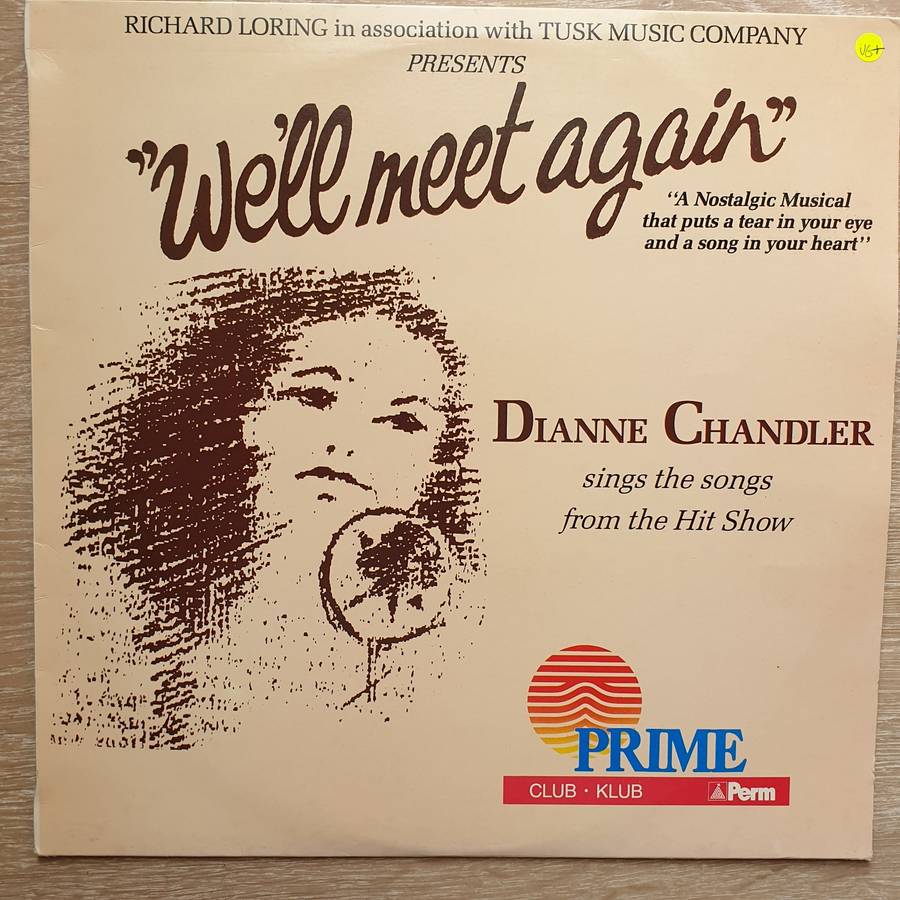 RICHARD LORING in association with TUSK MUSIC COMPANY
VG+
PRESENTS
"We'll meet again"
"A Nostalgic Musical
that puts a tear in your eye
and a song in your heart"
DIANNE CHANDLER
sings the songs
from the Hit Show
PRIME
CLUB · KLUB
Perm